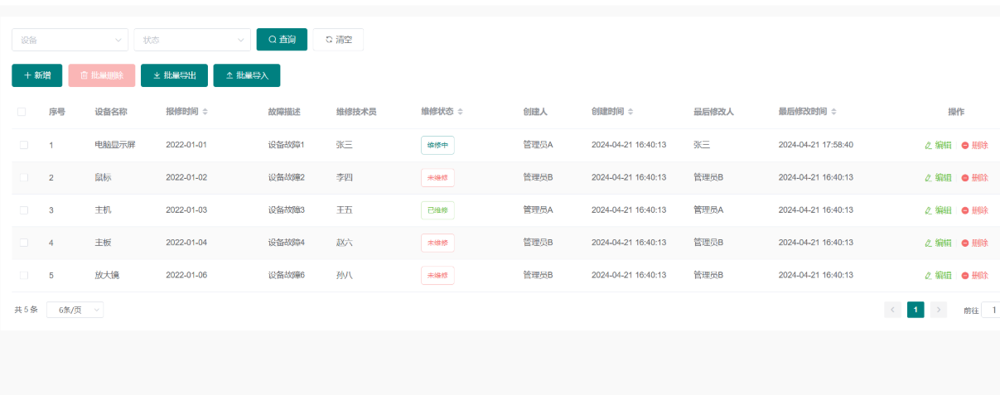 设备 状态 查询 清空
新增 批量删除 批量导出 批量导入
序号 设备名称 报修时间 故障描述 维修技术员 维修状态 创建人 创建时间 最后修改人 最后修改时间 操作
1 电脑显示屏 2022-01-01 设备故障1 张三 维修中 管理员A 2024-04-21 16:40:13 张三 2024-04-21 17:58:40 编辑 删除
2 鼠标 2022-01-02 设备故障2 李四 未维修 管理员B 2024-04-21 16:40:13 管理员B 2024-04-21 16:40:13 编辑 删除
3 主机 2022-01-03 设备故障3 王五 已维修 管理员A 2024-04-21 16:40:13 管理员A 2024-04-21 16:40:13 编辑 删除
4 主板 2022-01-04 设备故障4 赵六 未维修 管理员B 2024-04-21 16:40:13 管理员B 2024-04-21 16:40:13 编辑 删除
5 放大镜 2022-01-06 设备故障6 孙八 未维修 管理员B 2024-04-21 16:40:13 管理员B 2024-04-21 16:40:13 编辑 删除
共 5 条 6条/页 1 前往 1